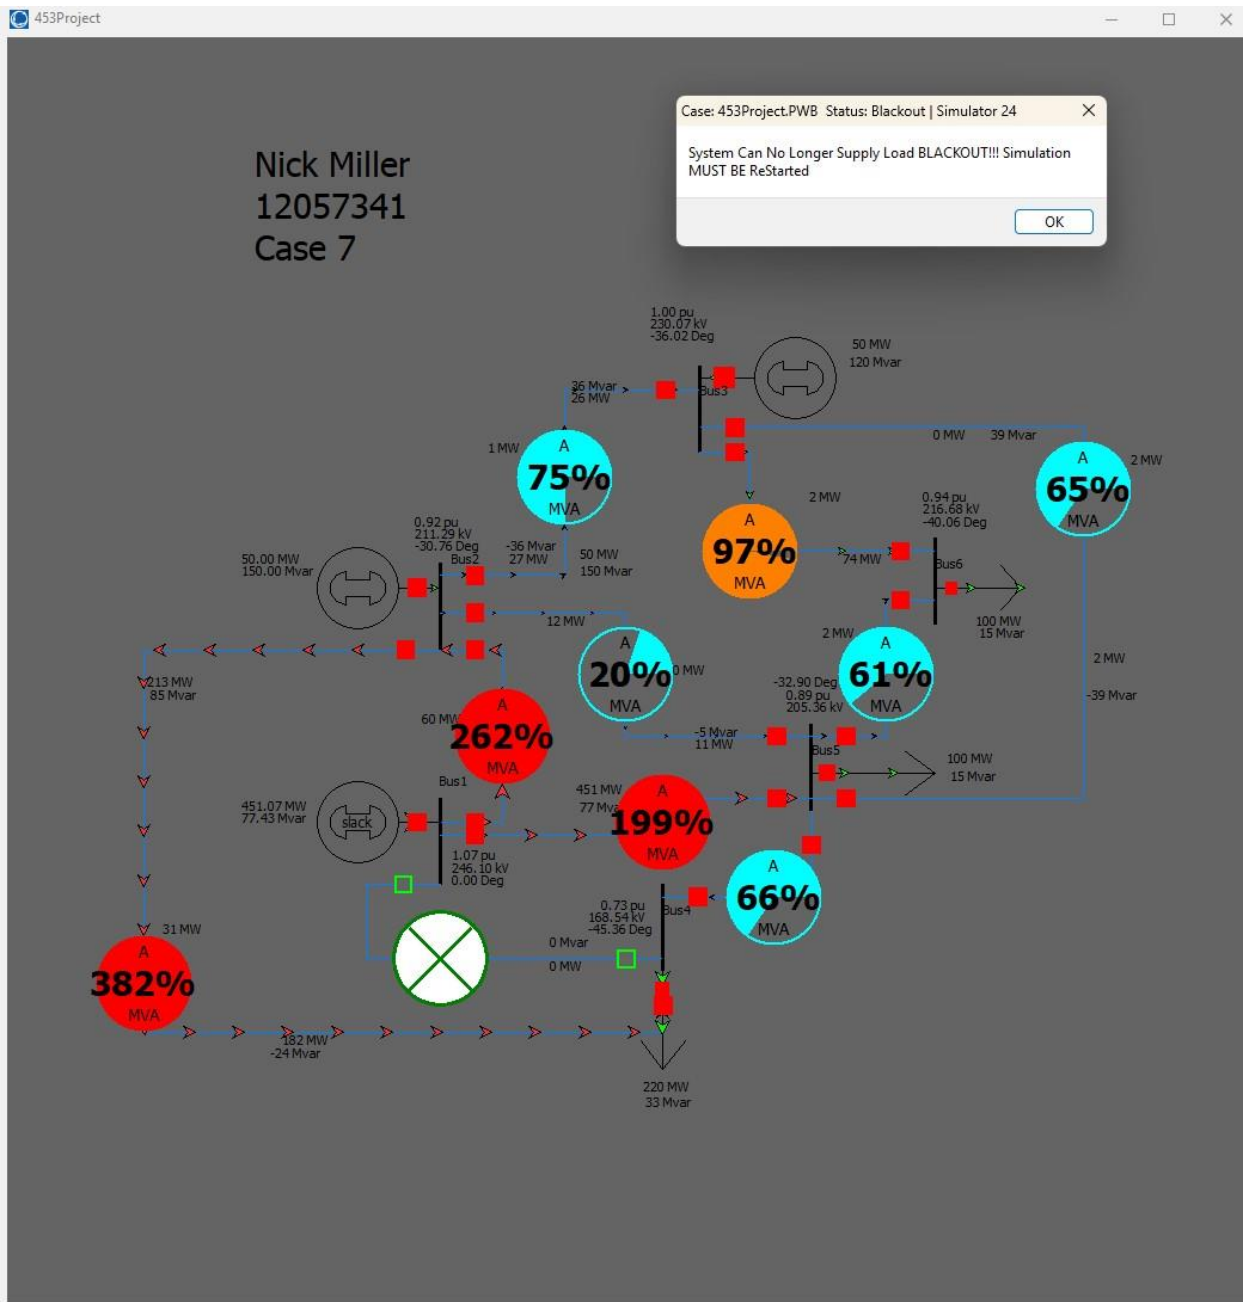 453Project
Case: 453Project.PWB Status: Blackout | Simulator 24
System Can No Longer Supply Load BLACKOUT!!! Simulation
MUST BE ReStarted
OK
Nick Miller
12057341
Case 7
1.00 pu
230.07 kV
-36.02 Deg
50 MW
120 Mvar
36 Mvar
26 MW
Bus3
1 MW
A
75%
MVA
0 MW
39 Mvar
A
65%
MVA
2 MW
2 MW
A
97%
MVA
74 MW
0.94 pu
216.68 kV
-40.06 Deg
Bus6
0.92 pu
211.29 kV
-30.76 Deg
Bus2
-36 Mvar
27 MW
50 MW
150 Mvar
50.00 MW
150.00 Mvar
100 MW
15 Mvar
12 MW
A
20%
MVA
0 MW
2 MW
A
61%
MVA
2 MW
-39 Mvar
-32.90 Deg
0.89 pu
205.36 kV
213 MW
85 Mvar
60 MW
A
262%
MVA
-5 Mvar
11 MW
Bus5
100 MW
15 Mvar
Bus1
451.07 MW
77.43 Mvar
slack
451 MW
A
199%
MVA
1.07 pu
246.10 kV
0.00 Deg
A
66%
MVA
0.73 pu
168.54 kV
-45.36 Deg
Bus4
0 Mvar
0 MW
31 MW
A
382%
MVA
182 MW
-24 Mvar
220 MW
33 Mvar